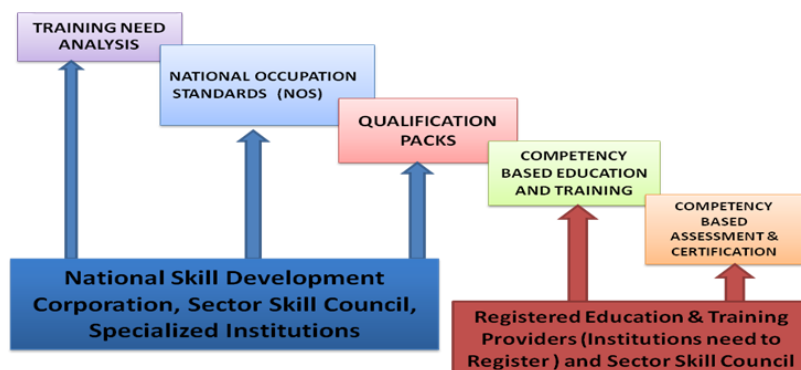 TRAINING NEED
ANALYSIS
NATIONAL OCCUPATION
STANDARDS (NOS)
QUALIFICATION
PACKS
COMPETENCY
BASED EDUCATION
AND TRAINING
COMPETENCY
BASED
ASSESSMENT &
CERTIFICATION
National Skill Development
Corporation, Sector Skill Council,
Specialized Institutions
Registered Education & Training
Providers (Institutions need to
Register ) and Sector Skill Council